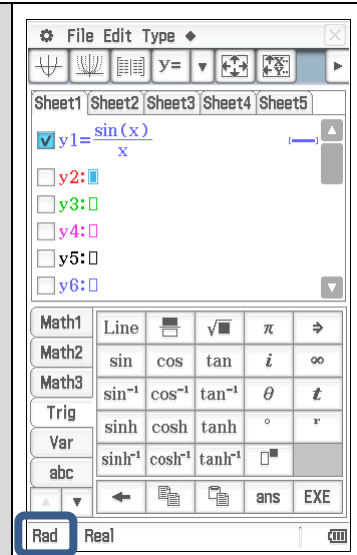 File Edit Type ◆
Y=
Sheet1 Sheet2 Sheet3 Sheet4 Sheet5
y1=sin(x)/x
y2:
y3:
y4:
y5:
y6:
Math1 Line √■ π ⇒
Math2 sin cos tan i ∞
Math3 sin⁻¹ cos⁻¹ tan⁻¹ θ t
Trig sinh cosh tanh ° r
Var sinh⁻¹ cosh⁻¹ tanh⁻¹ □■
abc
▲ ▼ ← ans EXE
Rad Real